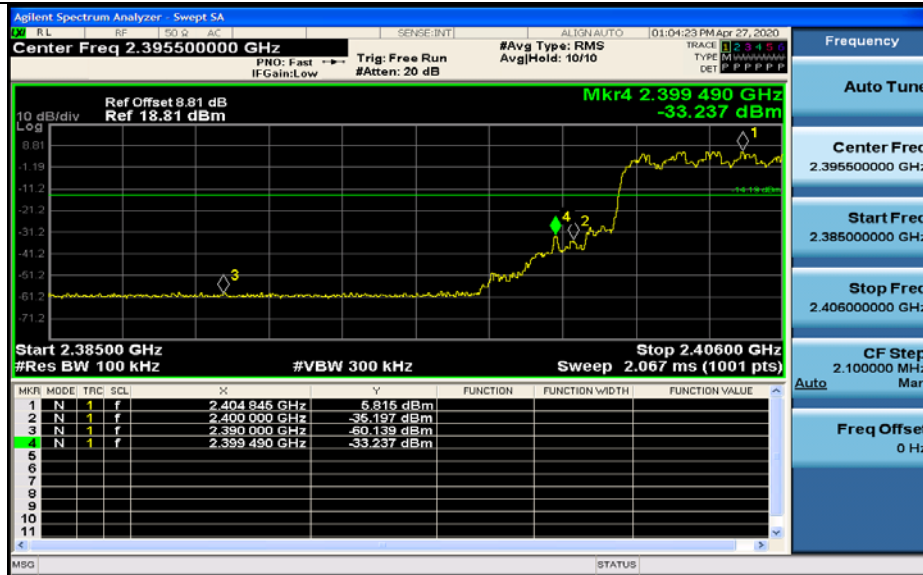 Agilent Spectrum Analyzer - Swept SA
RL RF 50 Ω AC SENSE:INT ALIGN AUTO 01:04:23 PM Apr 27, 2020
Center Freq 2.395500000 GHz
PNO: Fast
IFGain:Low
Trig: Free Run
#Atten: 20 dB
#Avg Type: RMS
Avg|Hold: 10/10
TRACE 1 2 3 4 5 6
TYPE M
DET P P P P P P
Mkr4 2.399 490 GHz
-33.237 dBm
Ref Offset 8.81 dB
10 dB/div Ref 18.81 dBm
Log
8.81
-1.19
-11.2
-21.2
-31.2
-41.2
-51.2
-61.2
-71.2
1
-14.19 dBm
4
2
3
Start 2.38500 GHz Stop 2.40600 GHz
#Res BW 100 kHz #VBW 300 kHz Sweep 2.067 ms (1001 pts)
MKR MODE TRC SCL X Y FUNCTION FUNCTION WIDTH FUNCTION VALUE
1 N 1 f 2.404 845 GHz 5.815 dBm
2 N 1 f 2.400 000 GHz -35.197 dBm
3 N 1 f 2.390 000 GHz -60.139 dBm
4 N 1 f 2.399 490 GHz -33.237 dBm
5
6
7
8
9
10
11
MSG STATUS
Frequency
Auto Tune
Center Freq
2.395500000 GHz
Start Freq
2.385000000 GHz
Stop Freq
2.406000000 GHz
CF Step
2.100000 MHz
Auto Man
Freq Offset
0 Hz